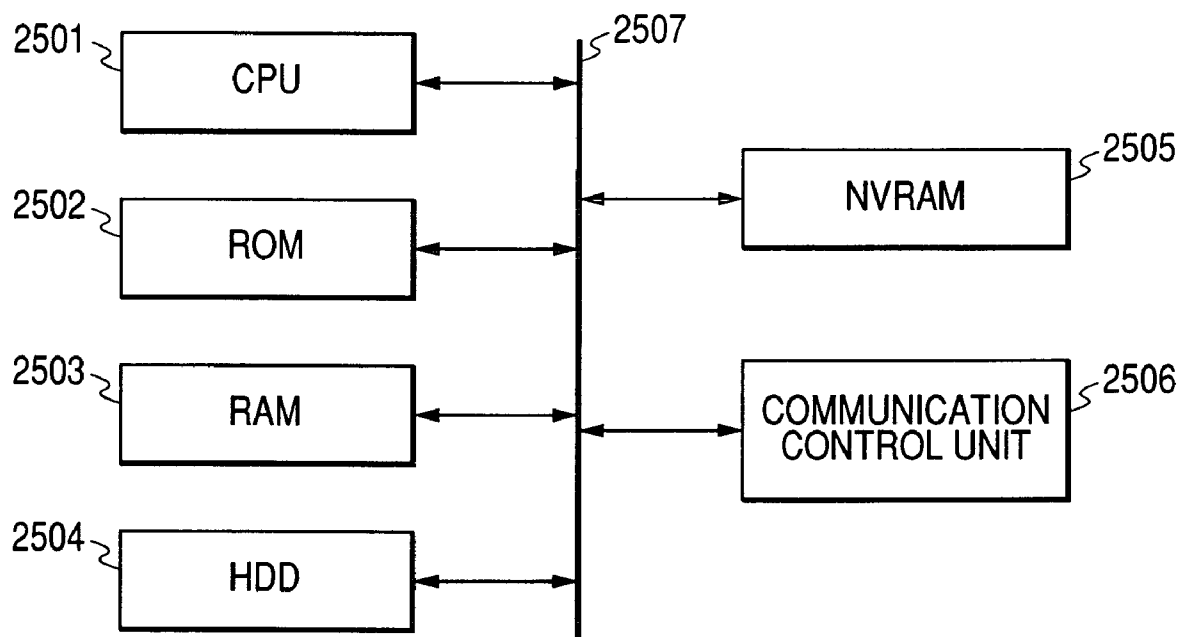 2501
CPU
2507
2502
ROM
2505
NVRAM
2503
RAM
2506
COMMUNICATION
CONTROL UNIT
2504
HDD